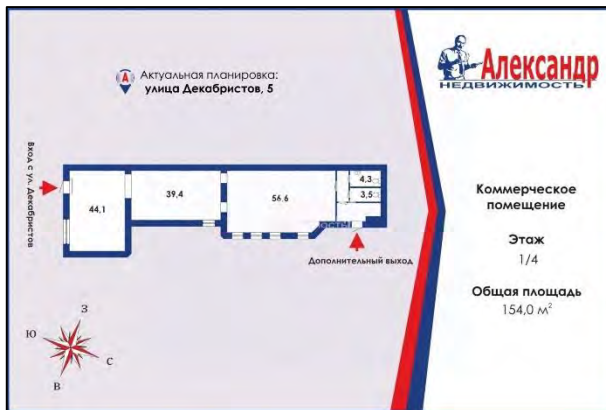 А Актуальная планировка:
улица Декабристов, 5
Александр
НЕДВИЖИМОСТЬ
Вход с ул. Декабристов
44,1
39,4
56,6
4,3
3,5
Дополнительный выход
Коммерческое
помещение
Этаж
1/4
Общая площадь
154,0 м²
З
Ю
С
В